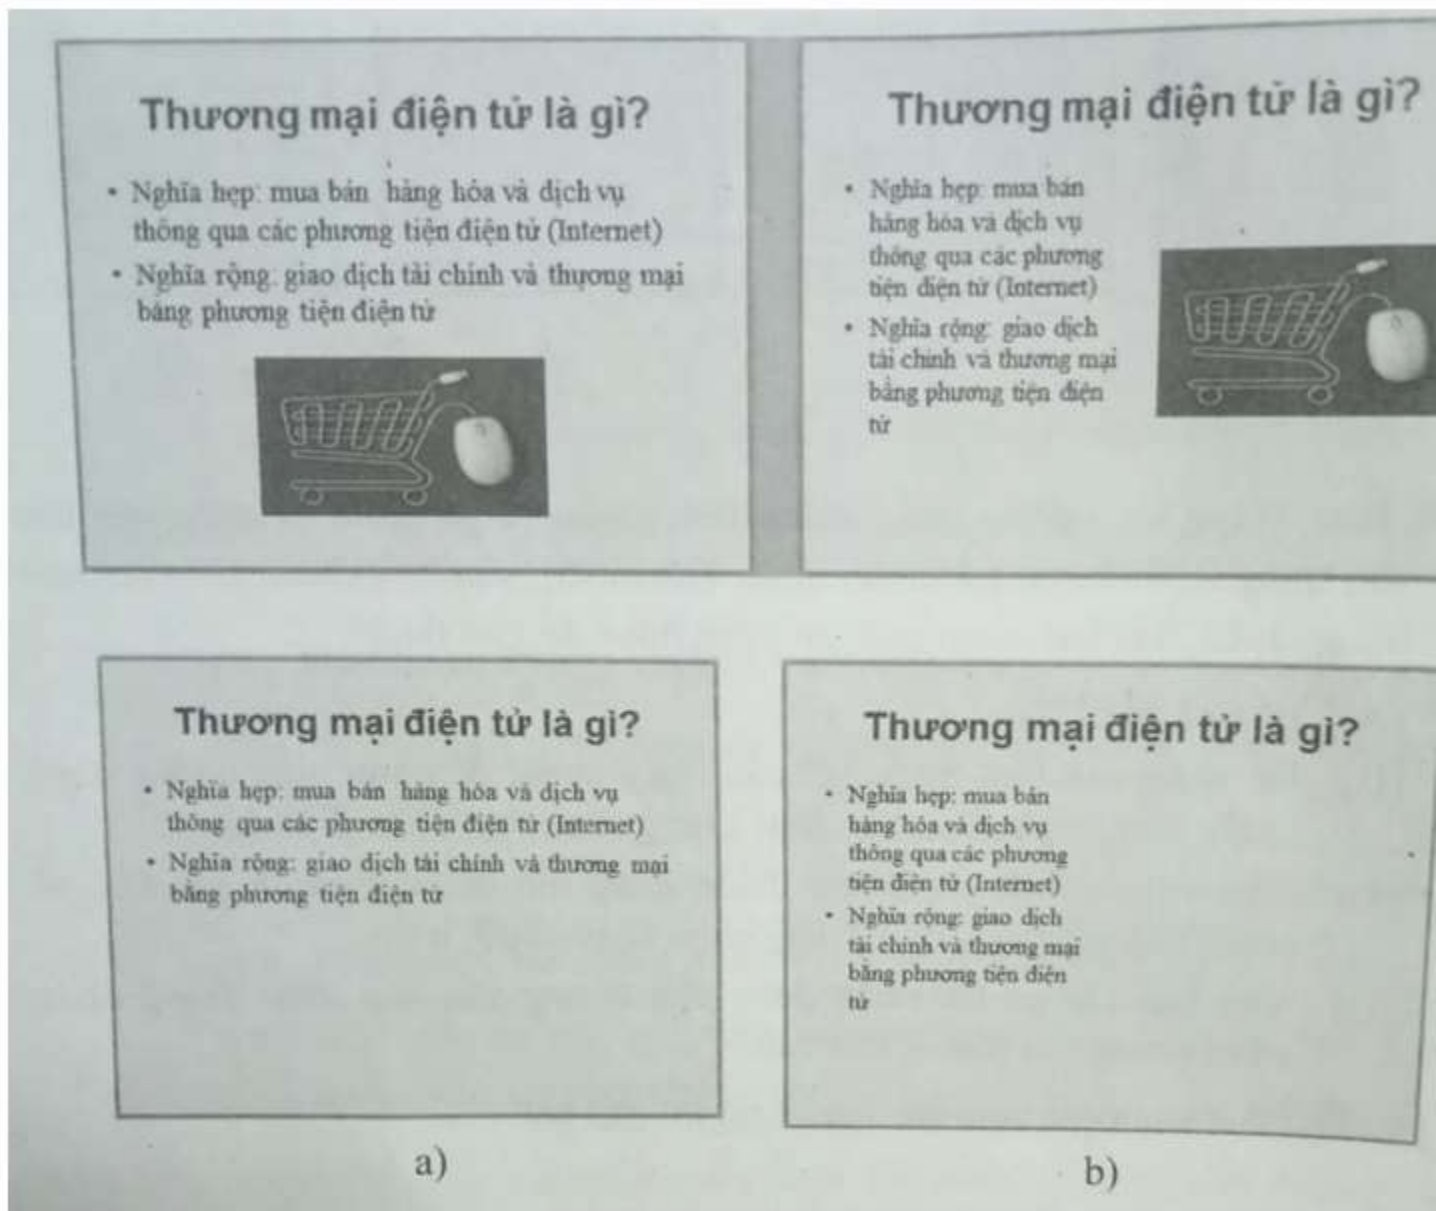 Thương mại điện tử là gì?
• Nghĩa hẹp: mua bán hàng hóa và dịch vụ
thông qua các phương tiện điện tử (Internet)
• Nghĩa rộng: giao dịch tài chính và thương mại
bằng phương tiện điện tử
Thương mại điện tử là gì?
• Nghĩa hẹp: mua bán
hàng hóa và dịch vụ
thông qua các phương
tiện điện tử (Internet)
• Nghĩa rộng: giao dịch
tài chính và thương mại
bằng phương tiện điện
tử
Thương mại điện tử là gì?
• Nghĩa hẹp: mua bán hàng hóa và dịch vụ
thông qua các phương tiện điện tử (Internet)
• Nghĩa rộng: giao dịch tài chính và thương mại
bằng phương tiện điện tử
Thương mại điện tử là gì?
• Nghĩa hẹp: mua bán
hàng hóa và dịch vụ
thông qua các phương
tiện điện tử (Internet)
• Nghĩa rộng: giao dịch
tài chính và thương mại
bằng phương tiện điện
tử
a)
b)